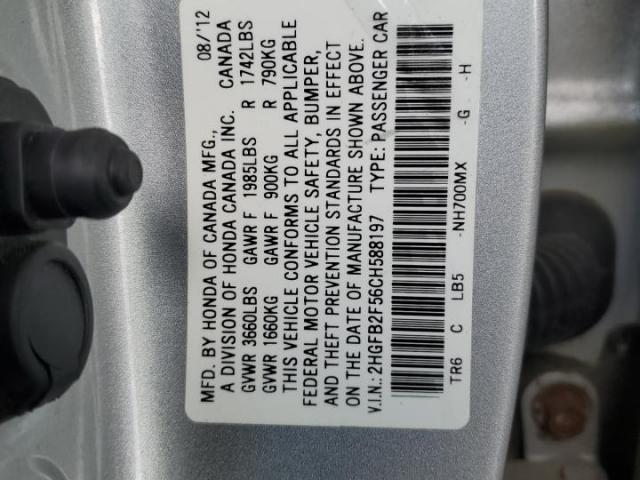 MFD. BY HONDA OF CANADA MFG., 08/'12
A DIVISION OF HONDA CANADA INC. CANADA
GVWR 3660LBS GAWR F 1985LBS R 1742LBS
GVWR 1660KG GAWR F 900KG R 790KG
THIS VEHICLE CONFORMS TO ALL APPLICABLE
FEDERAL MOTOR VEHICLE SAFETY, BUMPER,
AND THEFT PREVENTION STANDARDS IN EFFECT
ON THE DATE OF MANUFACTURE SHOWN ABOVE.
V.I.N.: 2HGFB2F56CH588197 TYPE: PASSENGER CAR
TR6 C LB5 -NH700MX -G -H